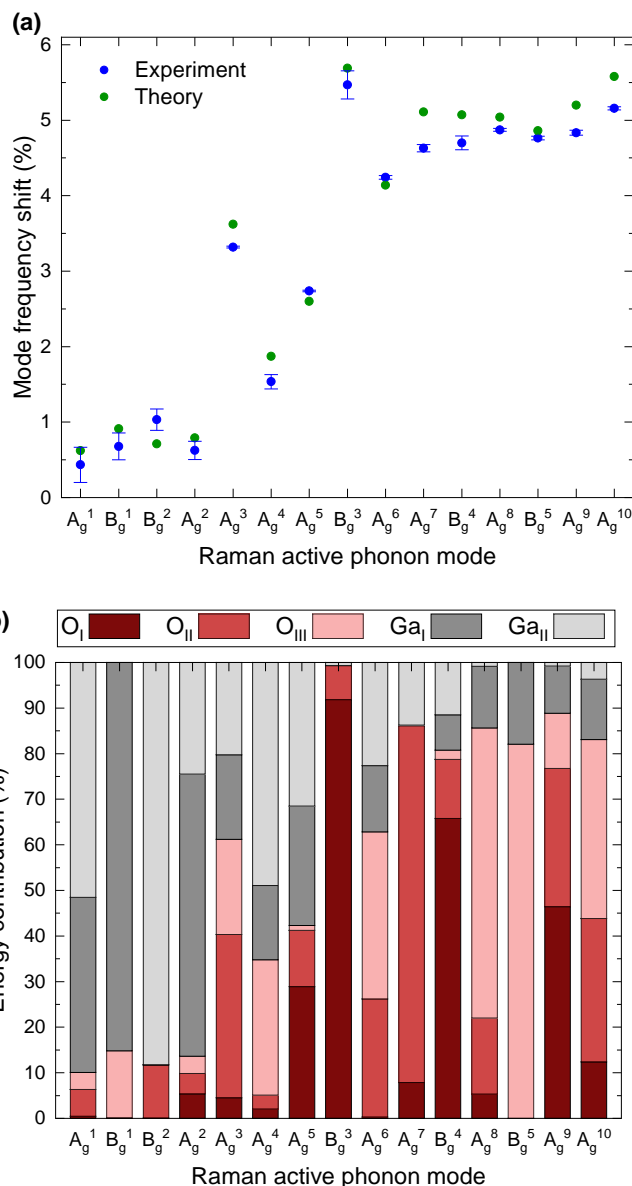 (a)
6
5
4
3
2
1
0
Mode frequency shift (%)
Experiment
Theory
A_g^1 B_g^1 B_g^2 A_g^2 A_g^3 A_g^4 A_g^5 B_g^3 A_g^6 A_g^7 B_g^4 A_g^8 B_g^5 A_g^9 A_g^10
Raman active phonon mode
)
O_I O_II O_III Ga_I Ga_II
100
90
80
70
60
50
40
30
20
10
0
contribution (%)
A_g^1 B_g^1 B_g^2 A_g^2 A_g^3 A_g^4 A_g^5 B_g^3 A_g^6 A_g^7 B_g^4 A_g^8 B_g^5 A_g^9 A_g^10
Raman active phonon mode